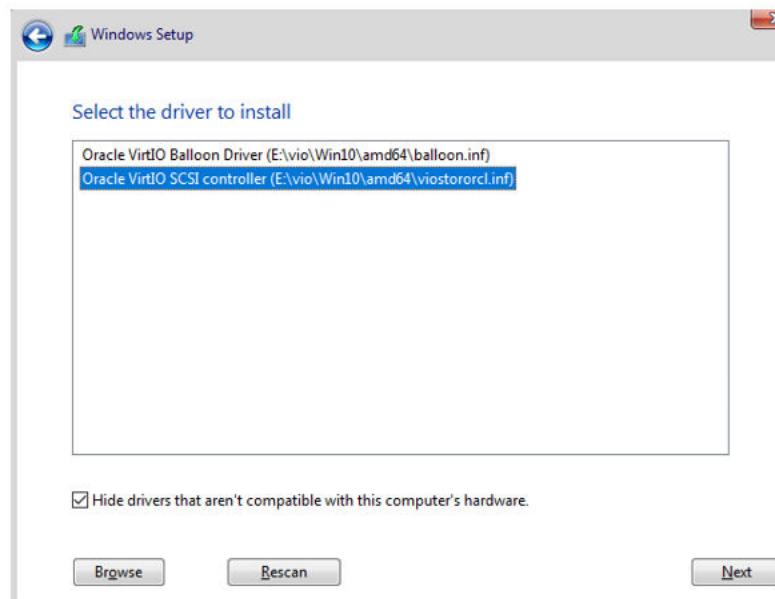 Windows Setup
Select the driver to install
Oracle VirtIO Balloon Driver (E:\vio\Win10\amd64\balloon.inf)
Oracle VirtIO SCSI controller (E:\vio\Win10\amd64\viostororcl.inf)
Hide drivers that aren't compatible with this computer's hardware.
Browse
Rescan
Next